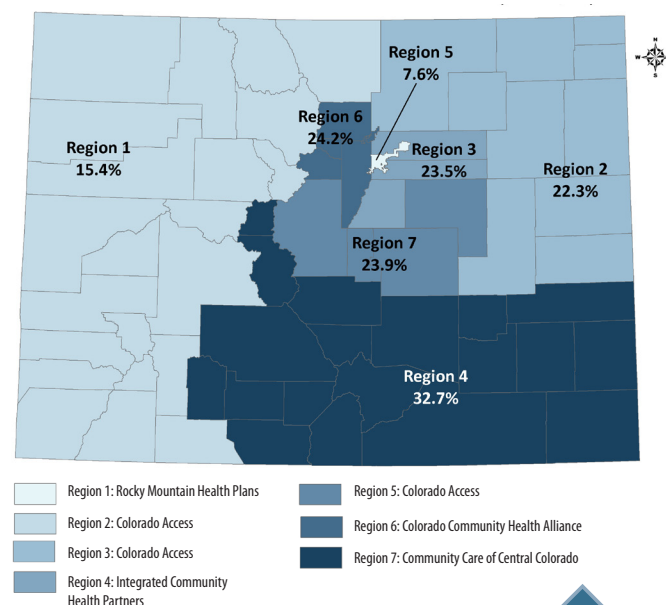 N
W E
S
Region 5
7.6%
Region 6
24.2%
Region 1
15.4%
Region 3
23.5%
Region 2
22.3%
Region 7
23.9%
Region 4
32.7%
Region 1: Rocky Mountain Health Plans
Region 2: Colorado Access
Region 3: Colorado Access
Region 4: Integrated Community
Health Partners
Region 5: Colorado Access
Region 6: Colorado Community Health Alliance
Region 7: Community Care of Central Colorado